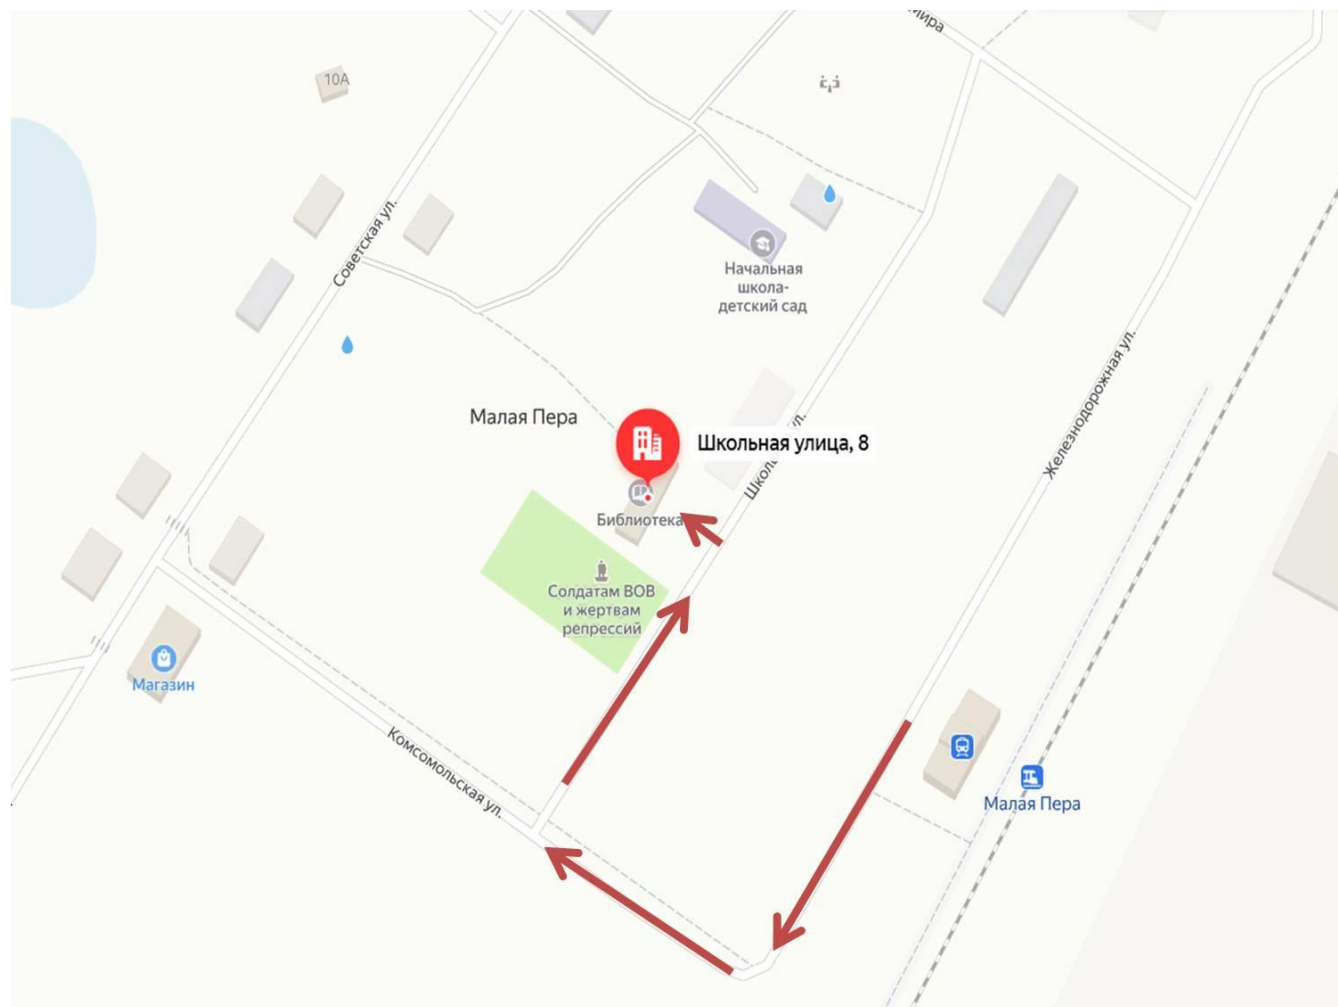 Мира
10А
Советская ул.
Начальная
школа-
детский сад
Железнодорожная ул.
Малая Пера
Школьная улица, 8
Библиотека
Солдатам ВОВ
и жертвам
репрессий
Магазин
Комсомольская ул.
Малая Пера